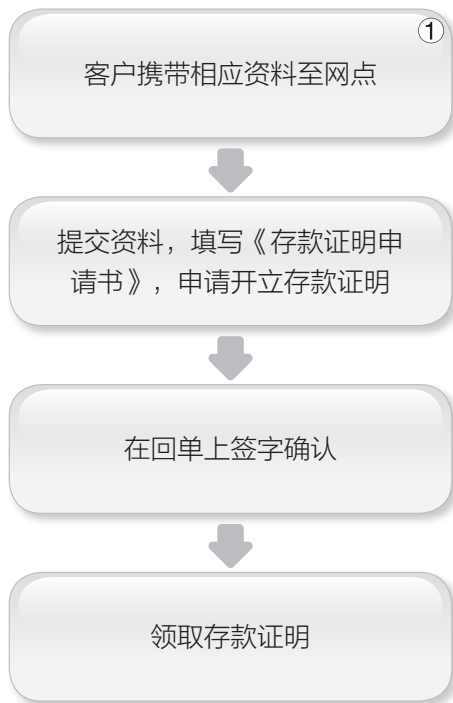 ①
客户携带相应资料至网点
提交资料，填写《存款证明申
请书》，申请开立存款证明
在回单上签字确认
领取存款证明